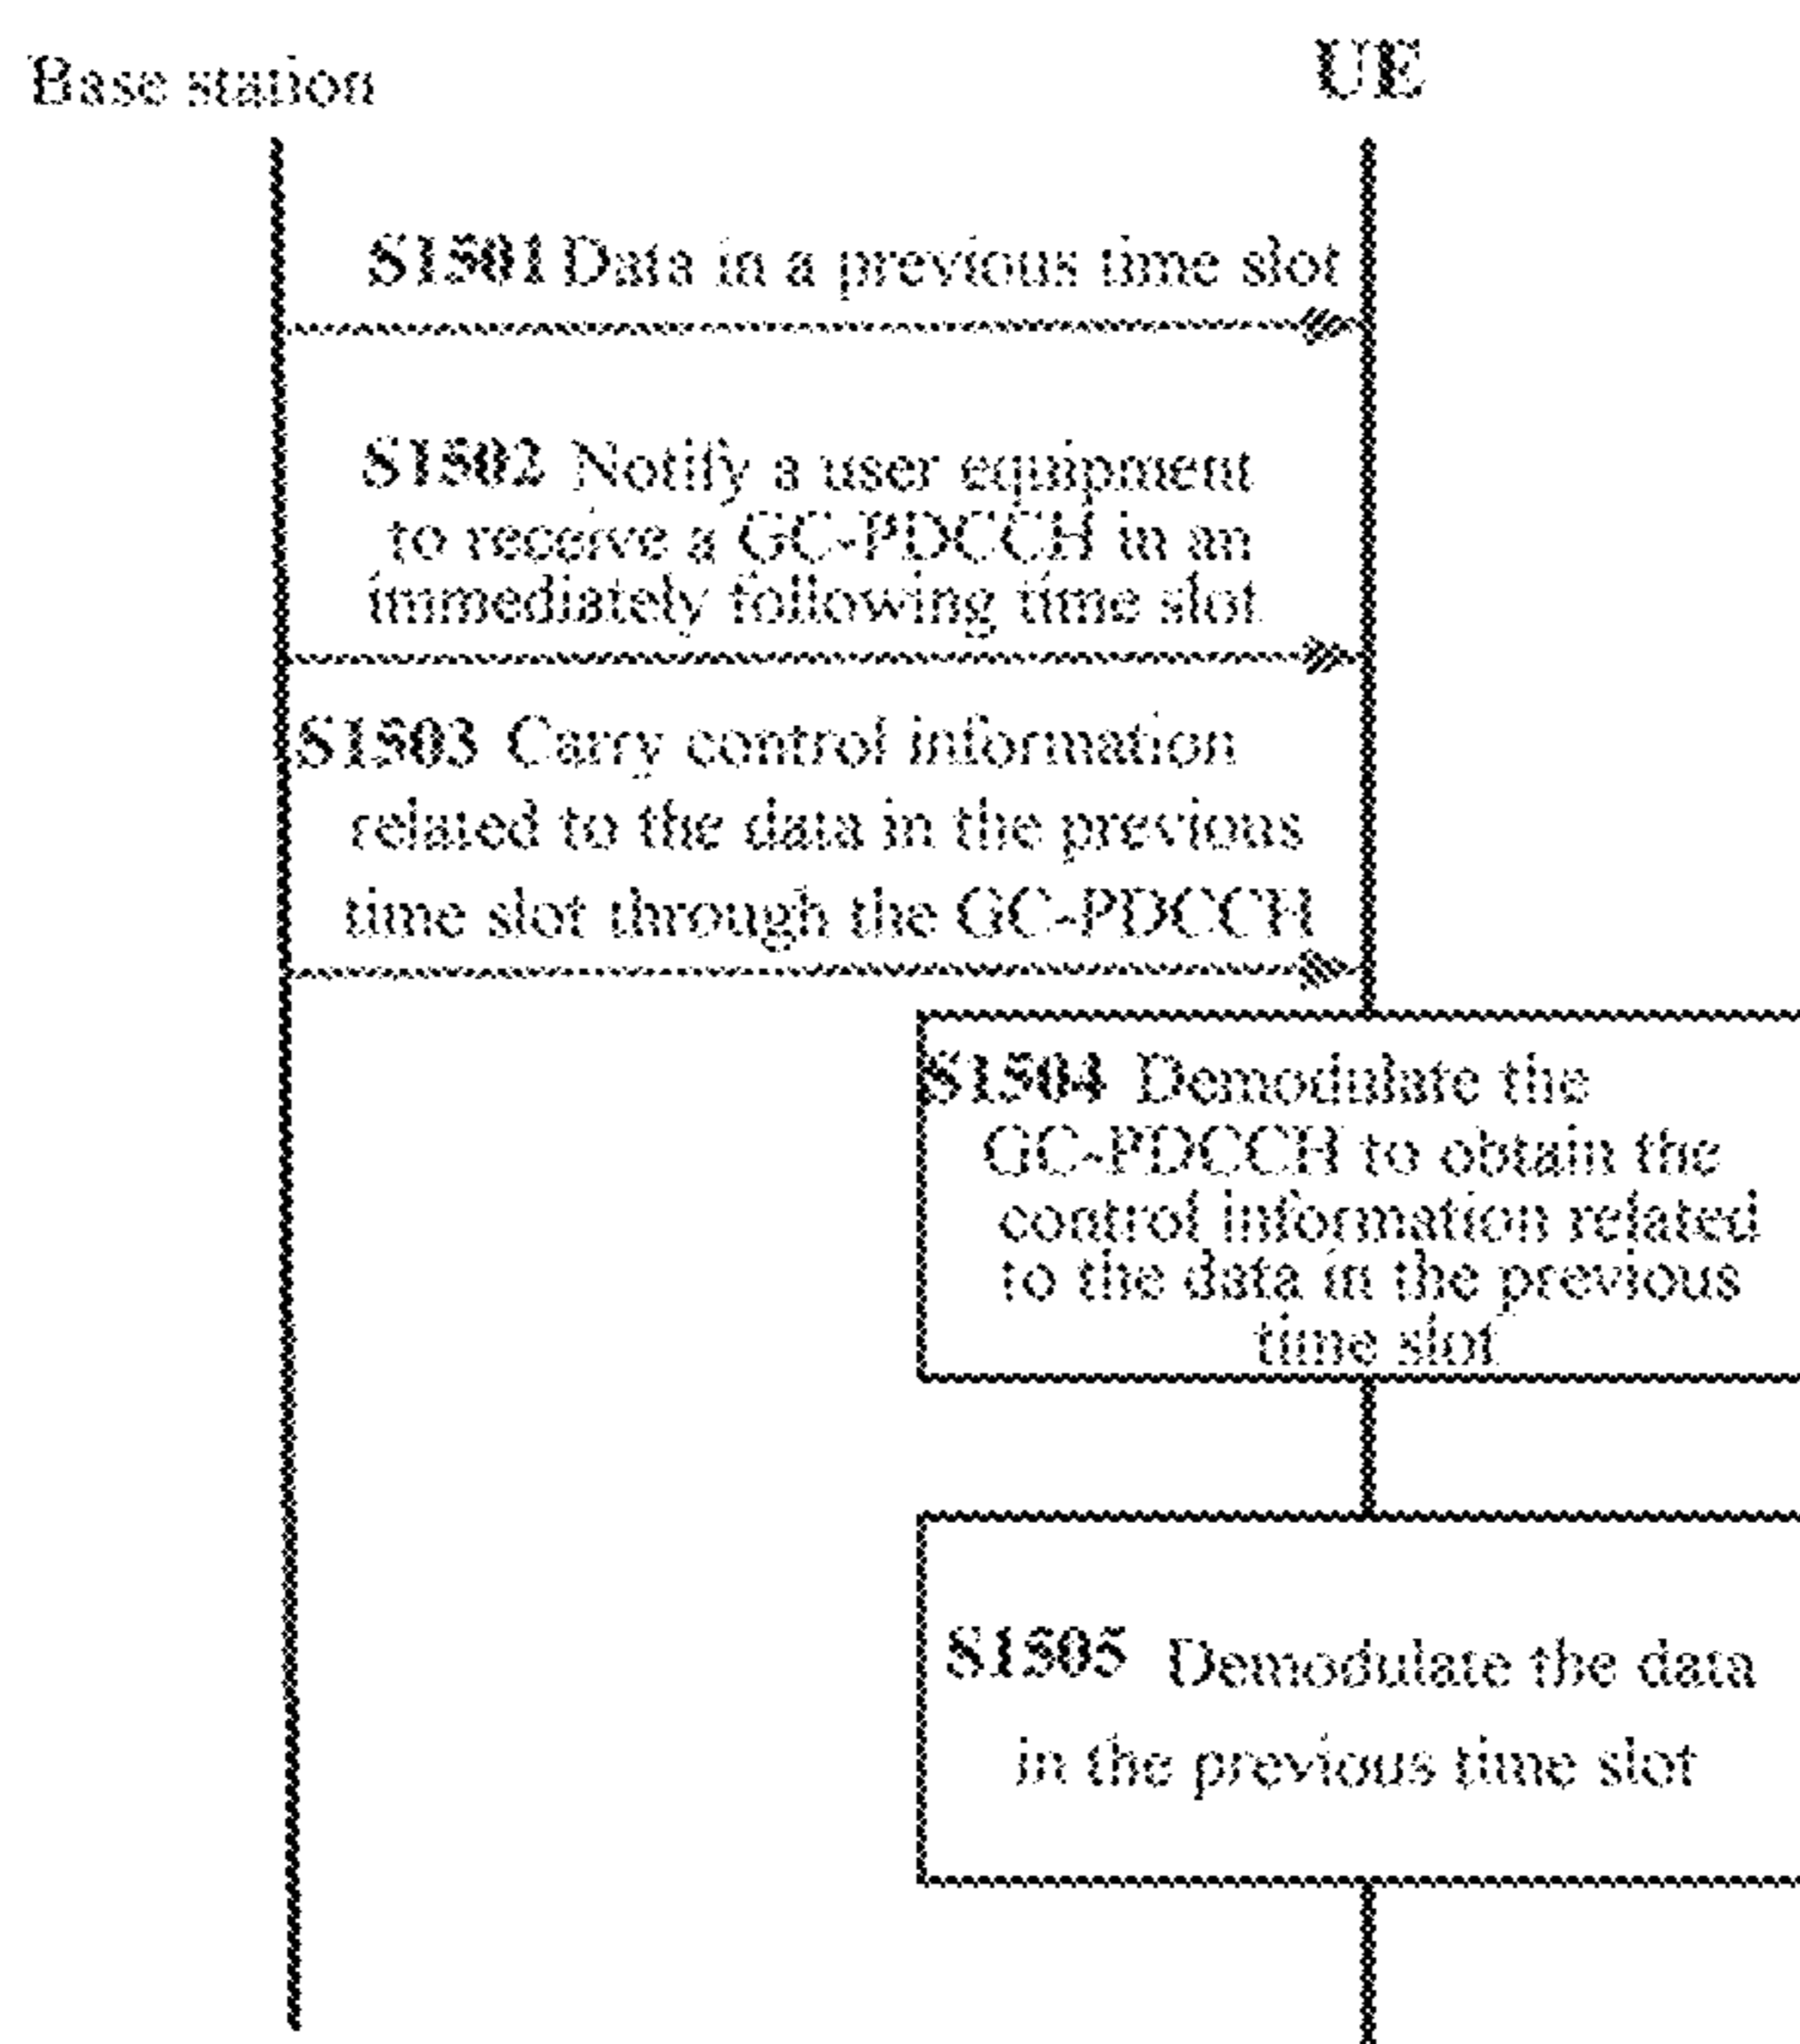 Base station
UE
S1501 Data in a previous time slot
S1502 Notify a user equipment
to receive a GC-PDCCH in an
immediately following time slot
S1503 Carry control information
related to the data in the previous
time slot through the GC-PDCCH
S1504 Demodulate the
GC-PDCCH to obtain the
control information related
to the data in the previous
time slot
S1505 Demodulate the data
in the previous time slot